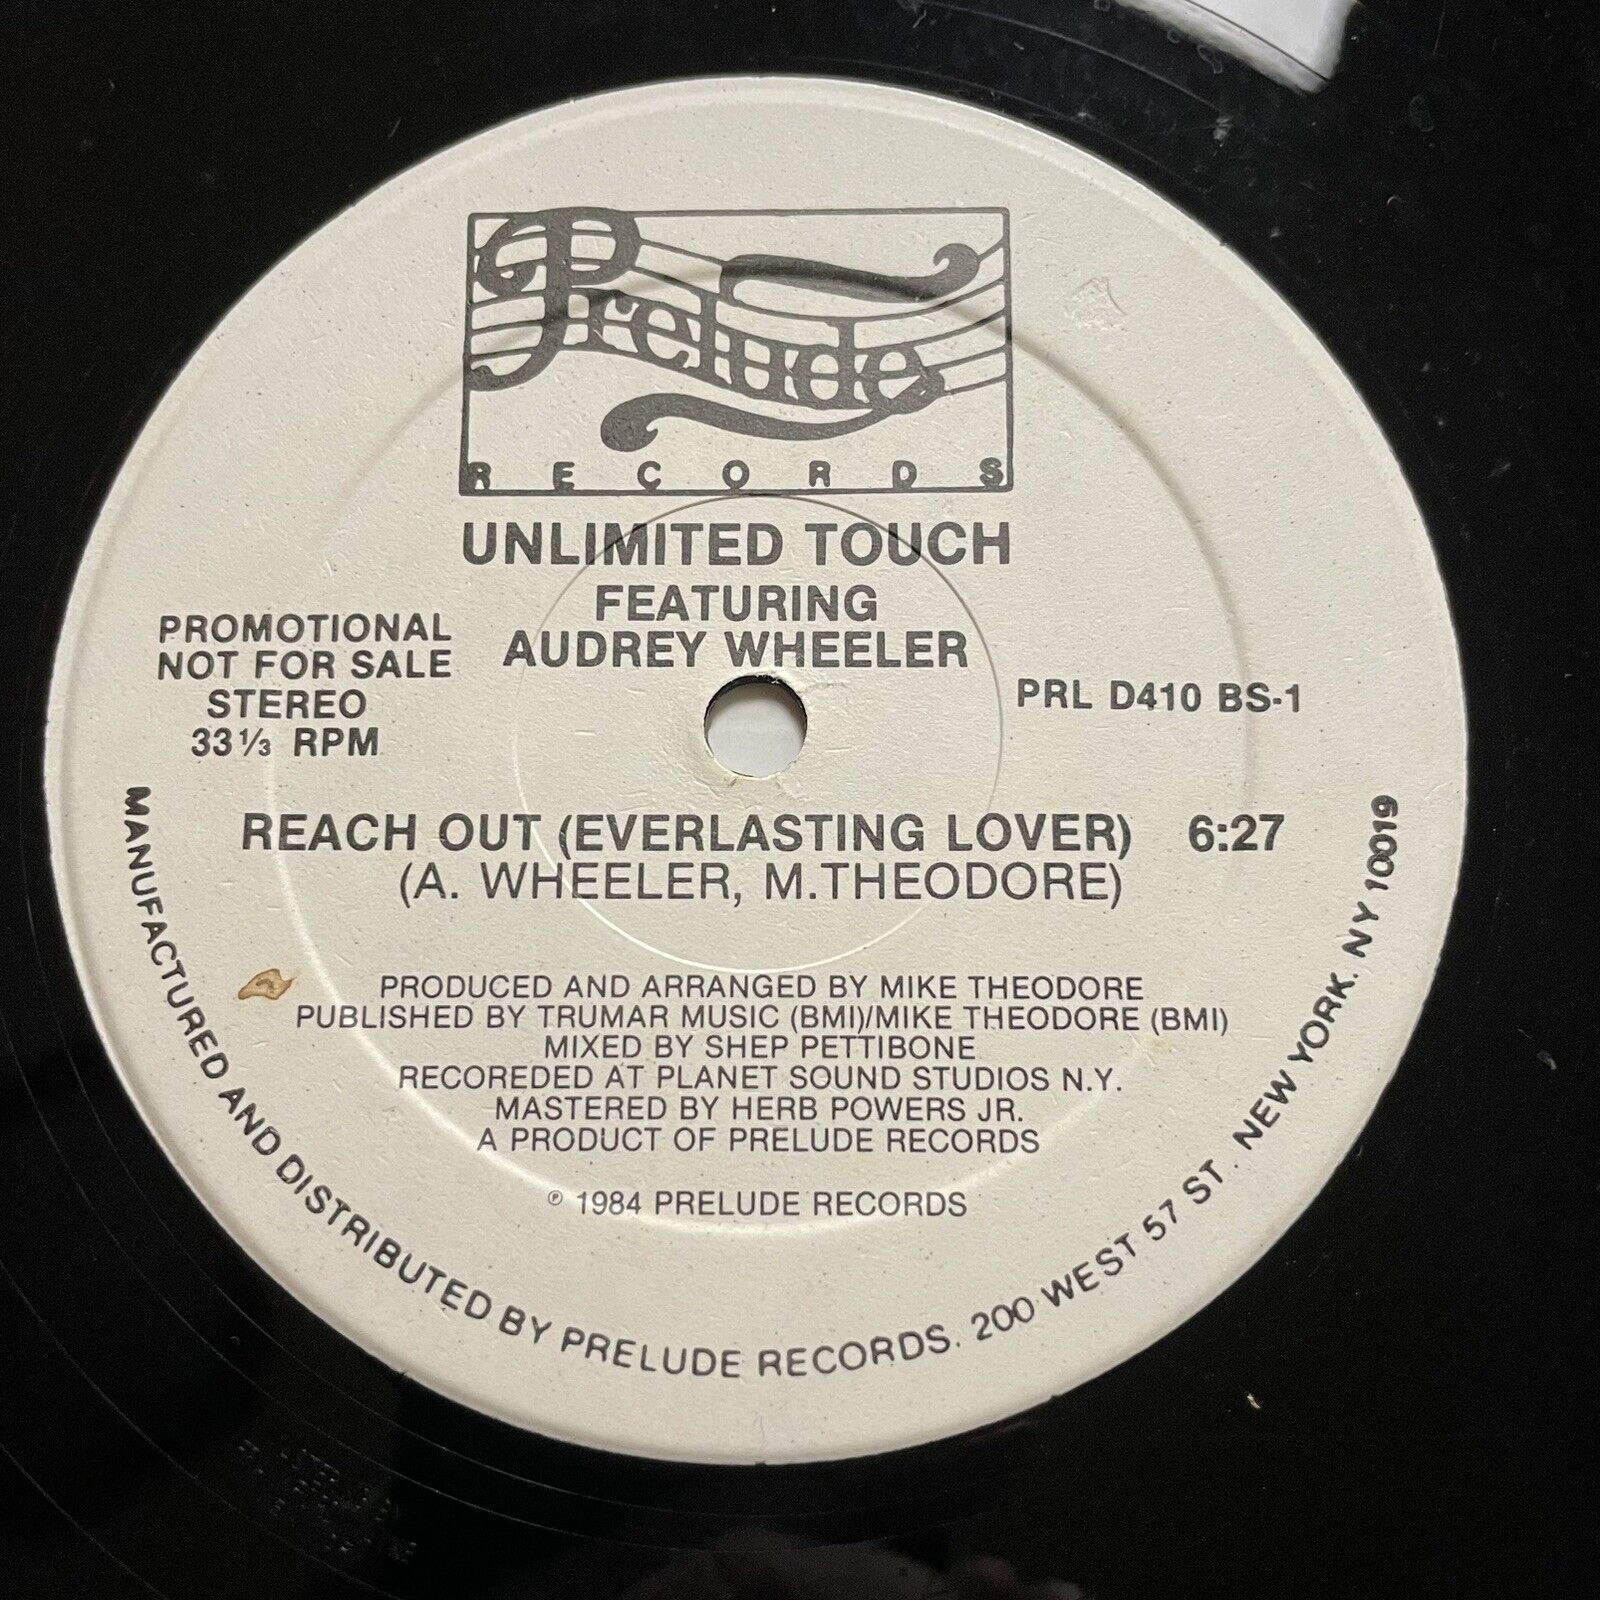 Prelude
RECORDS
UNLIMITED TOUCH
FEATURING
AUDREY WHEELER
PROMOTIONAL
NOT FOR SALE
STEREO
33 1/3 RPM
PRL D410 BS-1
REACH OUT (EVERLASTING LOVER) 6:27
(A. WHEELER, M.THEODORE)
PRODUCED AND ARRANGED BY MIKE THEODORE
PUBLISHED BY TRUMAR MUSIC (BMI)/MIKE THEODORE (BMI)
MIXED BY SHEP PETTIBONE
RECOREDED AT PLANET SOUND STUDIOS N.Y.
MASTERED BY HERB POWERS JR.
A PRODUCT OF PRELUDE RECORDS
℗ 1984 PRELUDE RECORDS
MANUFACTURED AND DISTRIBUTED BY PRELUDE RECORDS. 200 WEST 57 ST. NEW YORK. NY 10019